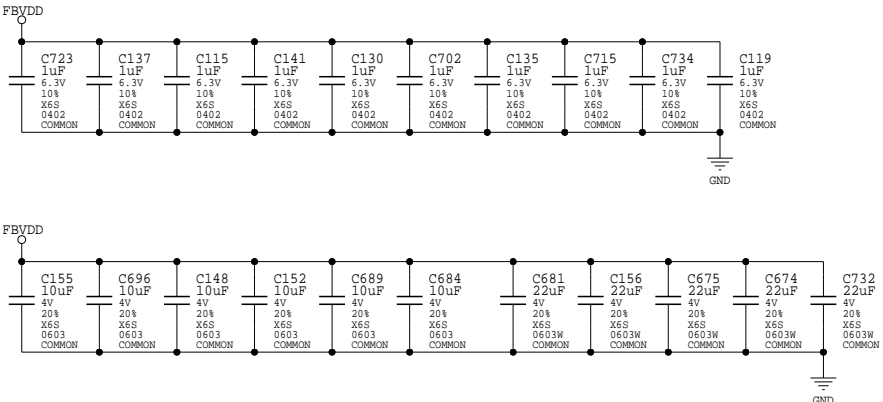 FBVDD
C723 C137 C115 C141 C130 C702 C135 C715 C734 C119
1uF 1uF 1uF 1uF 1uF 1uF 1uF 1uF 1uF 1uF
6.3V 6.3V 6.3V 6.3V 6.3V 6.3V 6.3V 6.3V 6.3V 6.3V
10% 10% 10% 10% 10% 10% 10% 10% 10% 10%
X6S X6S X6S X6S X6S X6S X6S X6S X6S X6S
0402 0402 0402 0402 0402 0402 0402 0402 0402 0402
COMMON COMMON COMMON COMMON COMMON COMMON COMMON COMMON COMMON COMMON
GND
FBVDD
C155 C696 C148 C152 C689 C684 C681 C156 C675 C674 C732
10uF 10uF 10uF 10uF 10uF 10uF 22uF 22uF 22uF 22uF 22uF
4V 4V 4V 4V 4V 4V 4V 4V 4V 4V 4V
20% 20% 20% 20% 20% 20% 20% 20% 20% 20% 20%
X6S X6S X6S X6S X6S X6S X6S X6S X6S X6S X6S
0603 0603 0603 0603 0603 0603 0603W 0603W 0603W 0603W 0603W
COMMON COMMON COMMON COMMON COMMON COMMON COMMON COMMON COMMON COMMON COMMON
GND